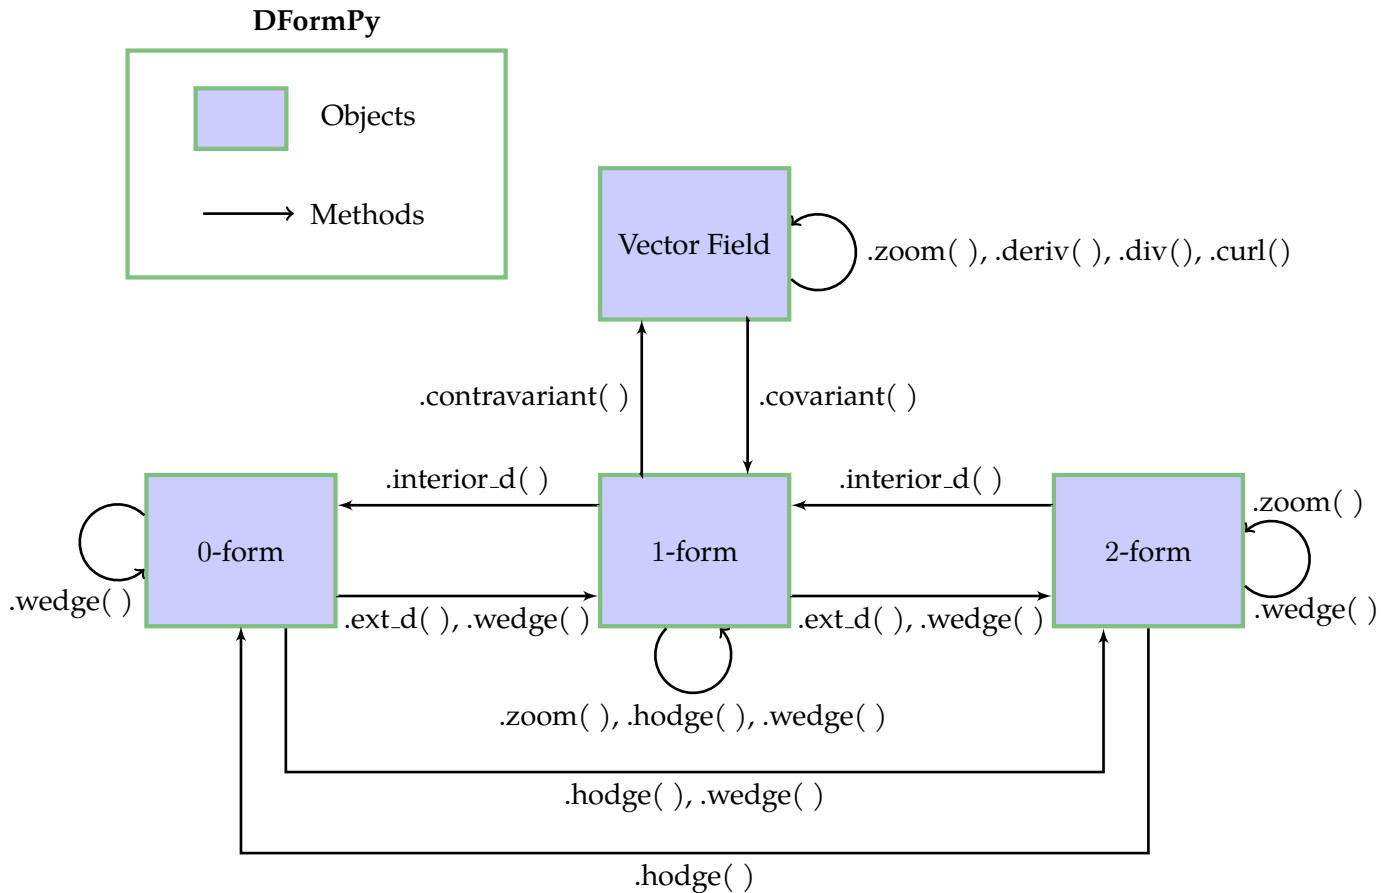 DFormPy
Objects
Methods
Vector Field
.zoom( ), .deriv( ), .div(), .curl()
.contravariant( )
.covariant( )
.interior_d( )
.interior_d( )
.zoom( )
0-form
1-form
2-form
.wedge( )
.ext_d( ), .wedge( )
.ext_d( ), .wedge( )
.wedge( )
.zoom( ), .hodge( ), .wedge( )
.hodge( ), .wedge( )
.hodge( )